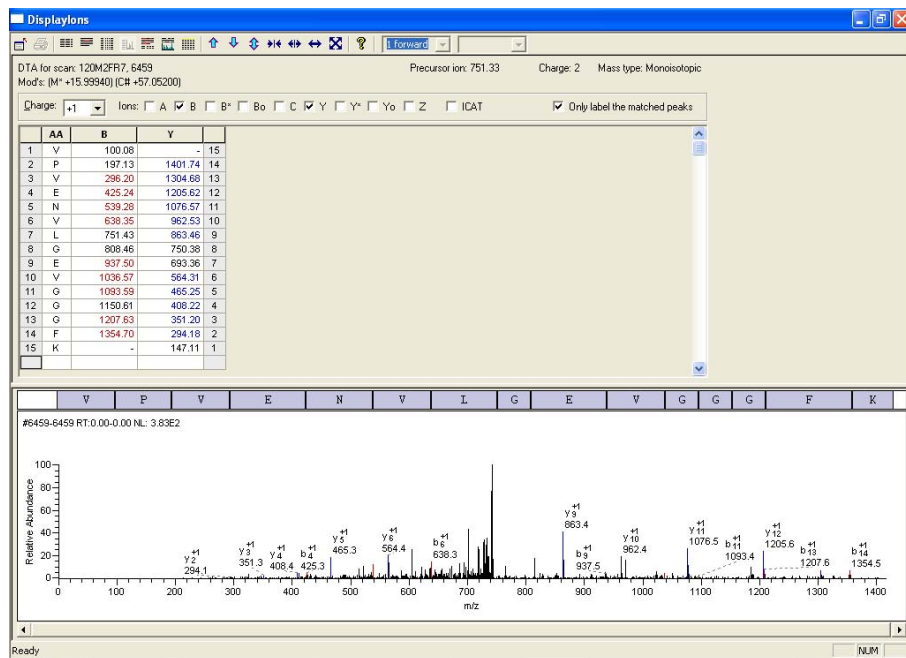 DisplayIons
1 forward
DTA for scan: 120M2FR7, 6459 Precursor ion: 751.33 Charge: 2 Mass type: Monoisotopic
Mod's: (M* +15.99940) (C# +57.05200)
Charge: +1 Ions: A B B* Bo C Y Y* Yo Z ICAT Only label the matched peaks
AA B Y
1 V 100.08 - 15
2 P 197.13 1401.74 14
3 V 296.20 1304.68 13
4 E 425.24 1205.62 12
5 N 539.28 1076.57 11
6 V 638.35 962.53 10
7 L 751.43 863.46 9
8 G 808.46 750.38 8
9 E 937.50 693.36 7
10 V 1036.57 564.31 6
11 G 1093.59 465.25 5
12 G 1150.61 408.22 4
13 G 1207.63 351.20 3
14 F 1354.70 294.18 2
15 K - 147.11 1
V P V E N V L G E V G G G F K
#6459-6459 RT:0.00-0.00 NL: 3.83E2
Relative Abundance
100
80
60
40
20
0
y2 +1 294.1
y3 +1 351.3
y4 +1 408.4
b4 +1 425.3
y5 +1 465.3
y6 +1 564.4
b6 +1 638.3
y9 +1 863.4
b9 +1 937.5
y10 +1 962.4
y11 +1 1076.5
b11 +1 1093.4
y12 +1 1205.6
b13 +1 1207.6
b14 +1 1354.5
0 100 200 300 400 500 600 700 800 900 1000 1100 1200 1300 1400
m/z
Ready NUM